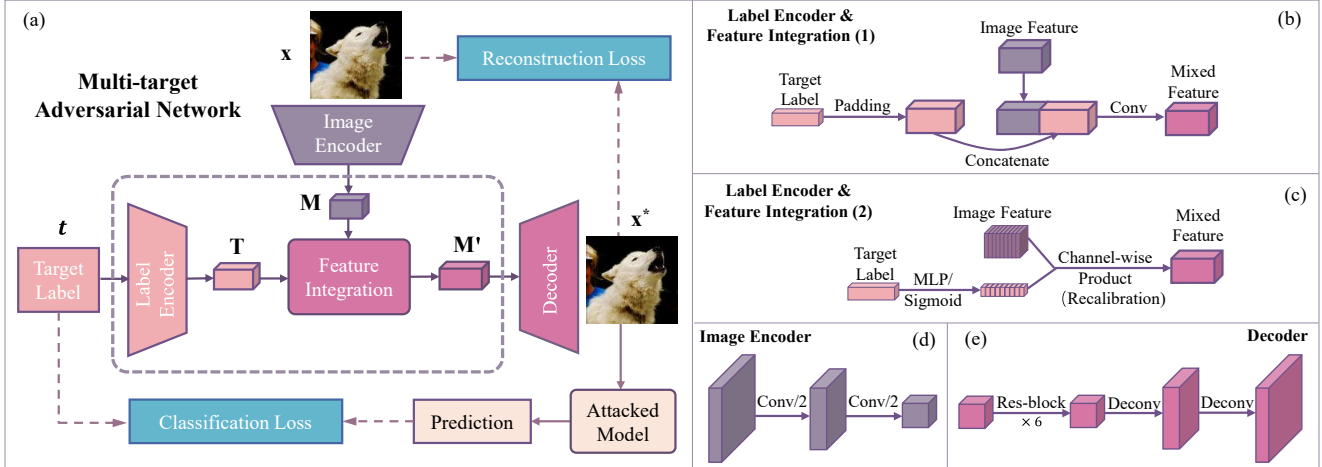 (a)
Multi-target
Adversarial Network
x
Reconstruction Loss
Image
Encoder
M
x*
t
T
M'
Target
Label
Label
Encoder
Feature
Integration
Decoder
Classification Loss
Prediction
Attacked
Model
(b)
Label Encoder &
Feature Integration (1)
Image Feature
Target
Label
Padding
Concatenate
Conv
Mixed
Feature
(c)
Label Encoder &
Feature Integration (2)
Image Feature
Target
Label
MLP/
Sigmoid
Channel-wise
Product
(Recalibration)
Mixed
Feature
Image Encoder
(d)
Conv/2
Conv/2
(e)
Decoder
Res-block
× 6
Deconv
Deconv